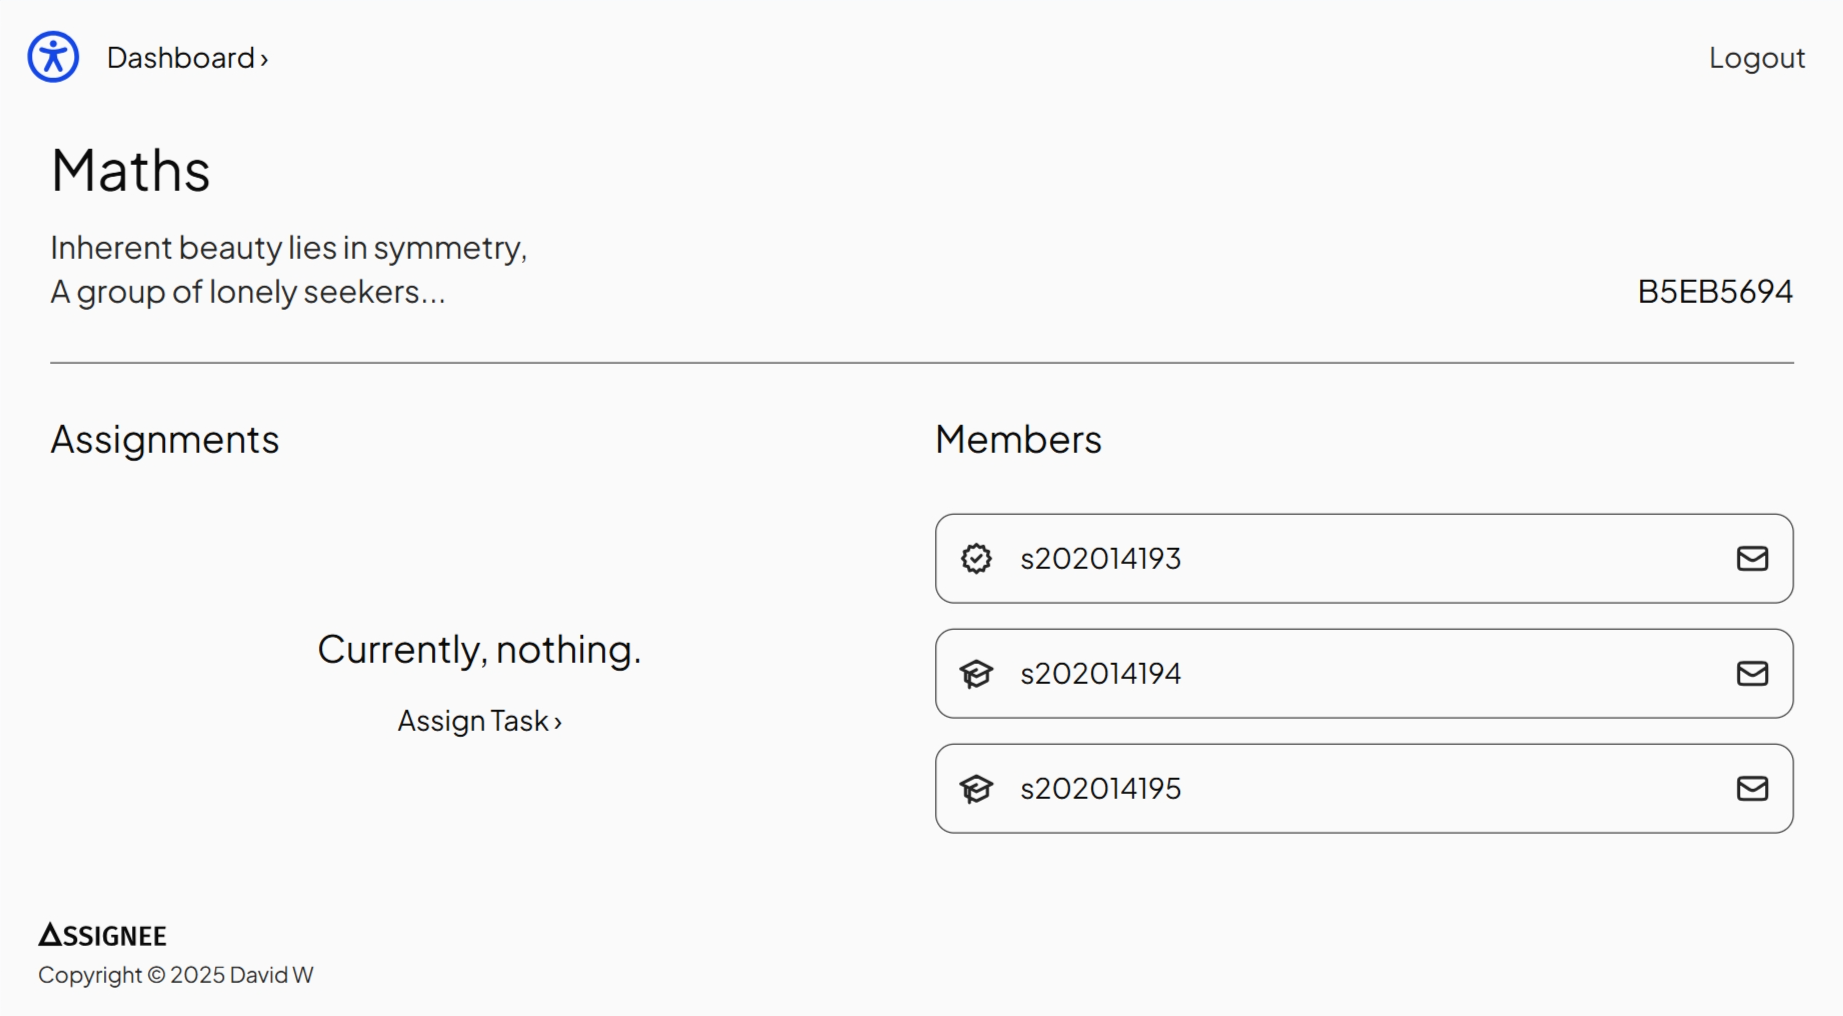 Dashboard ›
Logout
Maths
Inherent beauty lies in symmetry,
A group of lonely seekers...
B5EB5694
Assignments
Currently, nothing.
Assign Task ›
Members
s202014193
s202014194
s202014195
ASSIGNEE
Copyright © 2025 David W